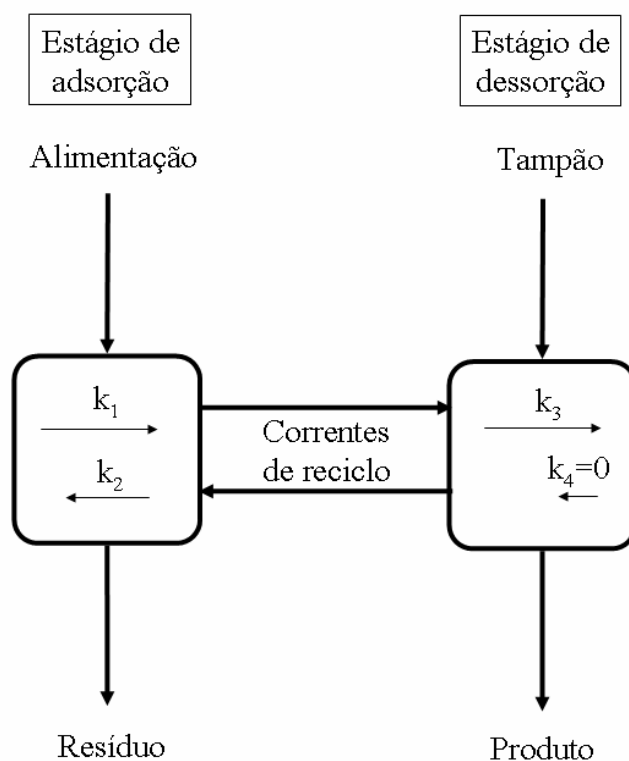 Estágio de
adsorção
Estágio de
dessorção
Alimentação
Tampão
k₁
k₂
Correntes
de reciclo
k₃
k₄=0
Resíduo
Produto